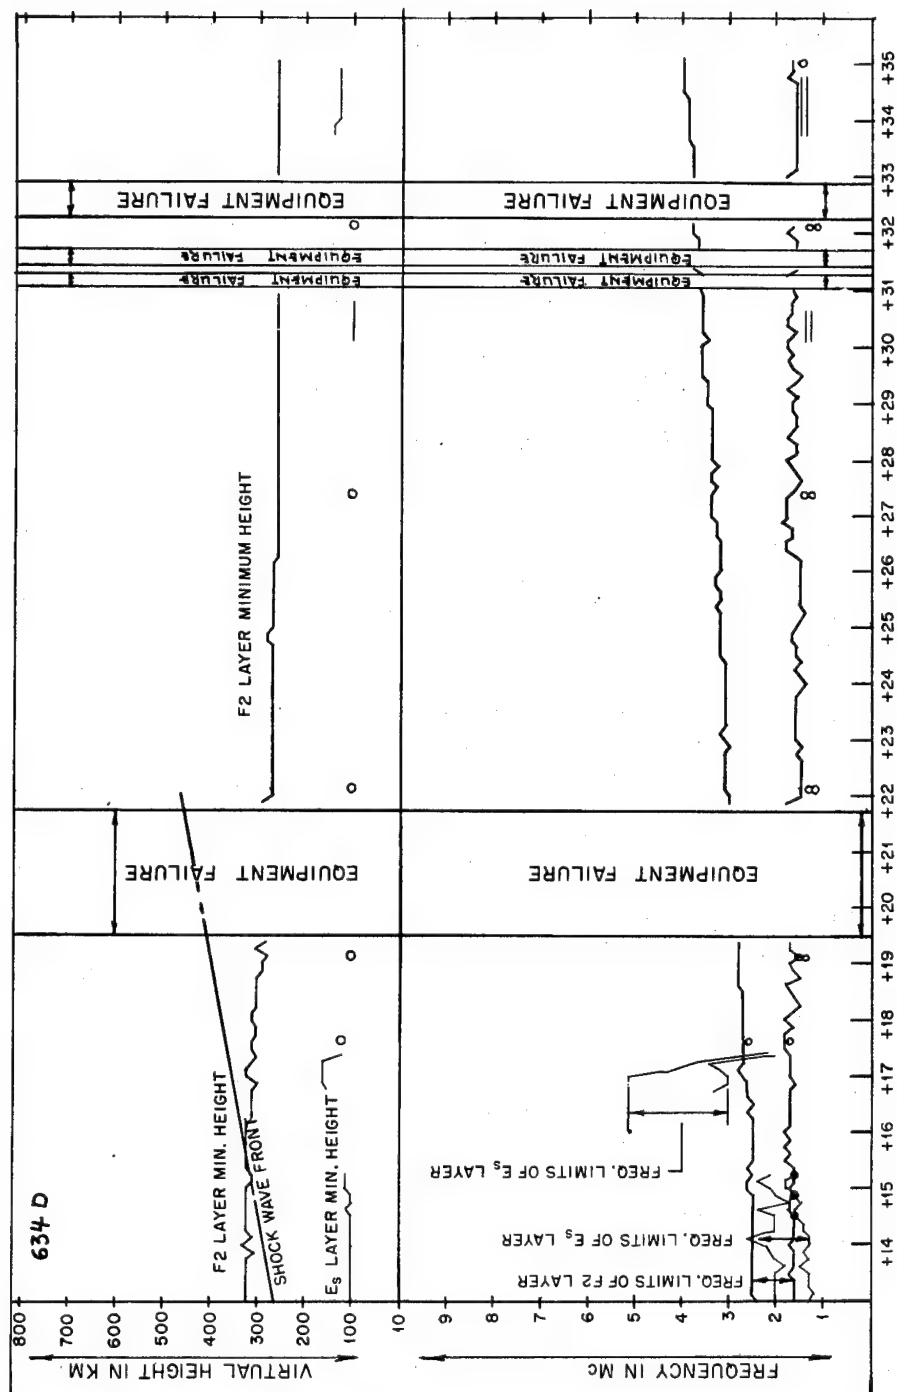 634 D
VIRTUAL HEIGHT IN KM
800
700
600
500
400
300
200
100
F2 LAYER MIN. HEIGHT
SHOCK WAVE FRONT
Es LAYER MIN. HEIGHT
EQUIPMENT FAILURE
F2 LAYER MINIMUM HEIGHT
EQUIPMENT FAILURE
EQUIPMENT FAILURE
EQUIPMENT FAILURE
FREQUENCY IN Mc
10
9
8
7
6
5
4
3
2
1
FREQ. LIMITS OF Es LAYER
FREQ. LIMITS OF Es LAYER
FREQ. LIMITS OF F2 LAYER
EQUIPMENT FAILURE
EQUIPMENT FAILURE
EQUIPMENT FAILURE
EQUIPMENT FAILURE
+14
+15
+16
+17
+18
+19
+20
+21
+22
+23
+24
+25
+26
+27
+28
+29
+30
+31
+32
+33
+34
+35